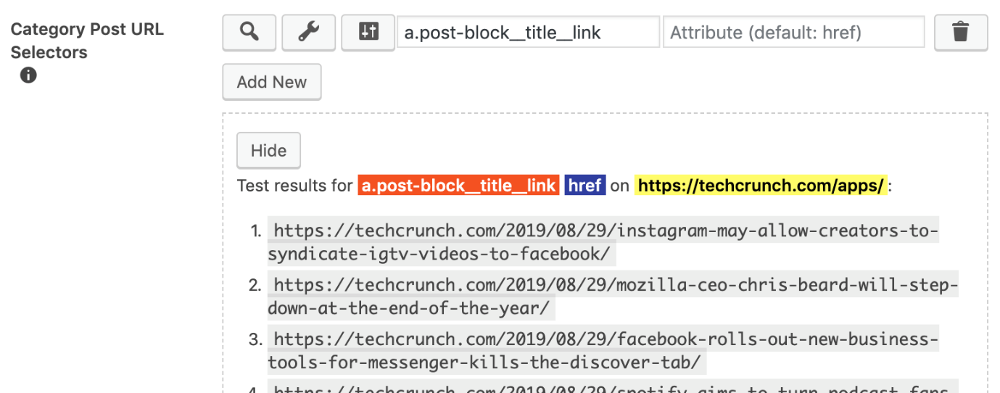 Category Post URL
Selectors
a.post-block__title__link
Attribute (default: href)
Add New
Hide
Test results for a.post-block__title__link href on https://techcrunch.com/apps/ :
1. https://techcrunch.com/2019/08/29/instagram-may-allow-creators-to-
syndicate-igtv-videos-to-facebook/
2. https://techcrunch.com/2019/08/29/mozilla-ceo-chris-beard-will-step-
down-at-the-end-of-the-year/
3. https://techcrunch.com/2019/08/29/facebook-rolls-out-new-business-
tools-for-messenger-kills-the-discover-tab/
4. https://techcrunch.com/2019/08/29/spotify-aims-to-turn-podcast-fans-